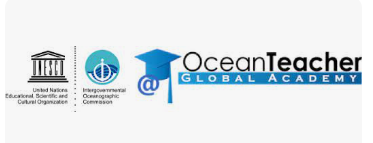 UNESCO
United Nations
Educational, Scientific and
Cultural Organization
Intergovernmental
Oceanographic
Commission
@
OceanTeacher
GLOBAL ACADEMY